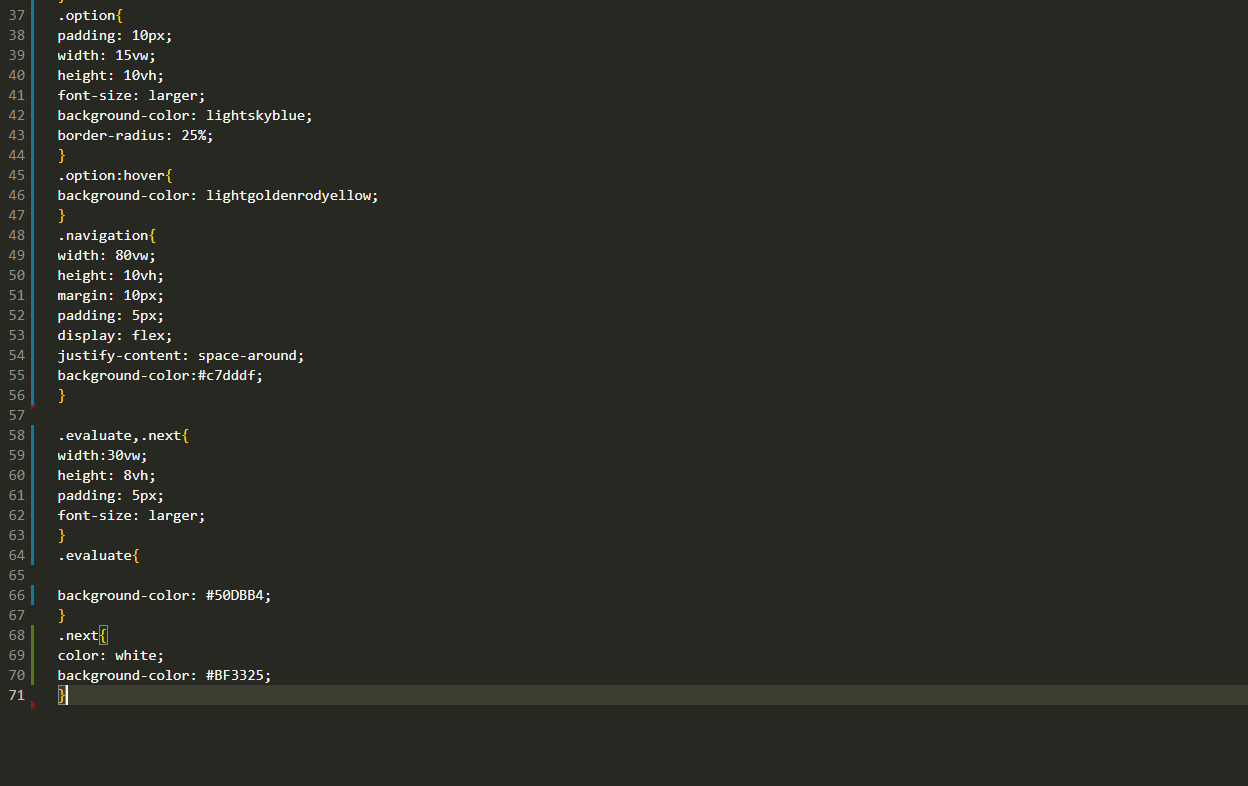 37 .option{
38 padding: 10px;
39 width: 15vw;
40 height: 10vh;
41 font-size: larger;
42 background-color: lightskyblue;
43 border-radius: 25%;
44 }
45 .option:hover{
46 background-color: lightgoldenrodyellow;
47 }
48 .navigation{
49 width: 80vw;
50 height: 10vh;
51 margin: 10px;
52 padding: 5px;
53 display: flex;
54 justify-content: space-around;
55 background-color:#c7dddf;
56 }
57
58 .evaluate,.next{
59 width:30vw;
60 height: 8vh;
61 padding: 5px;
62 font-size: larger;
63 }
64 .evaluate{
65
66 background-color: #50DBB4;
67 }
68 .next{
69 color: white;
70 background-color: #BF3325;
71 }